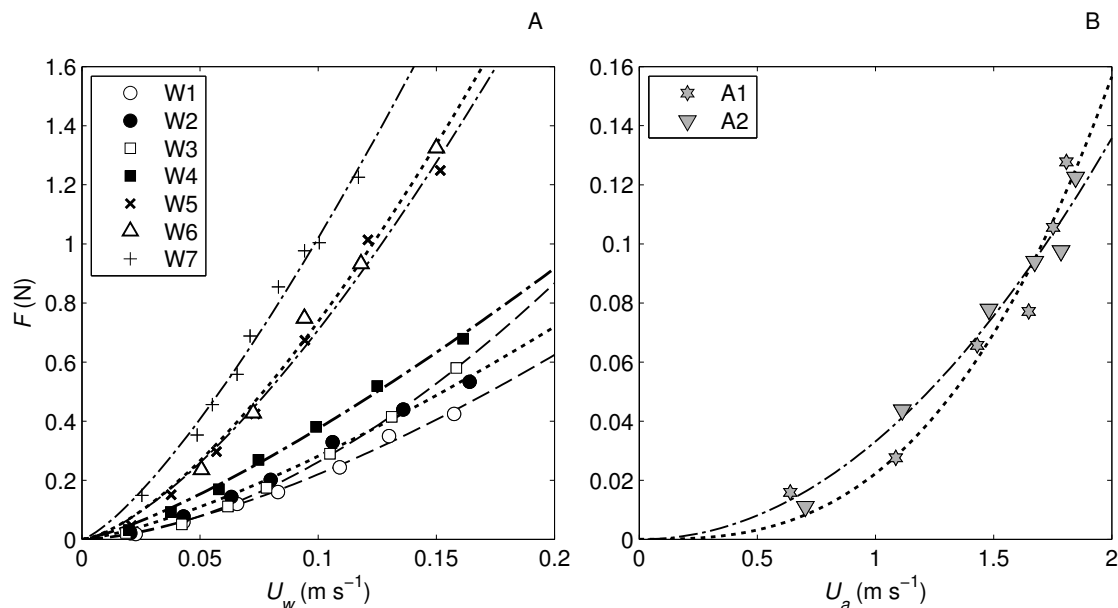 A
B
1.6
1.4
1.2
1
0.8
0.6
0.4
0.2
0
F (N)
W1
W2
W3
W4
W5
W6
W7
0 0.05 0.1 0.15 0.2
U_w (m s⁻¹)
0.16
0.14
0.12
0.1
0.08
0.06
0.04
0.02
0
A1
A2
0 0.5 1 1.5 2
U_a (m s⁻¹)